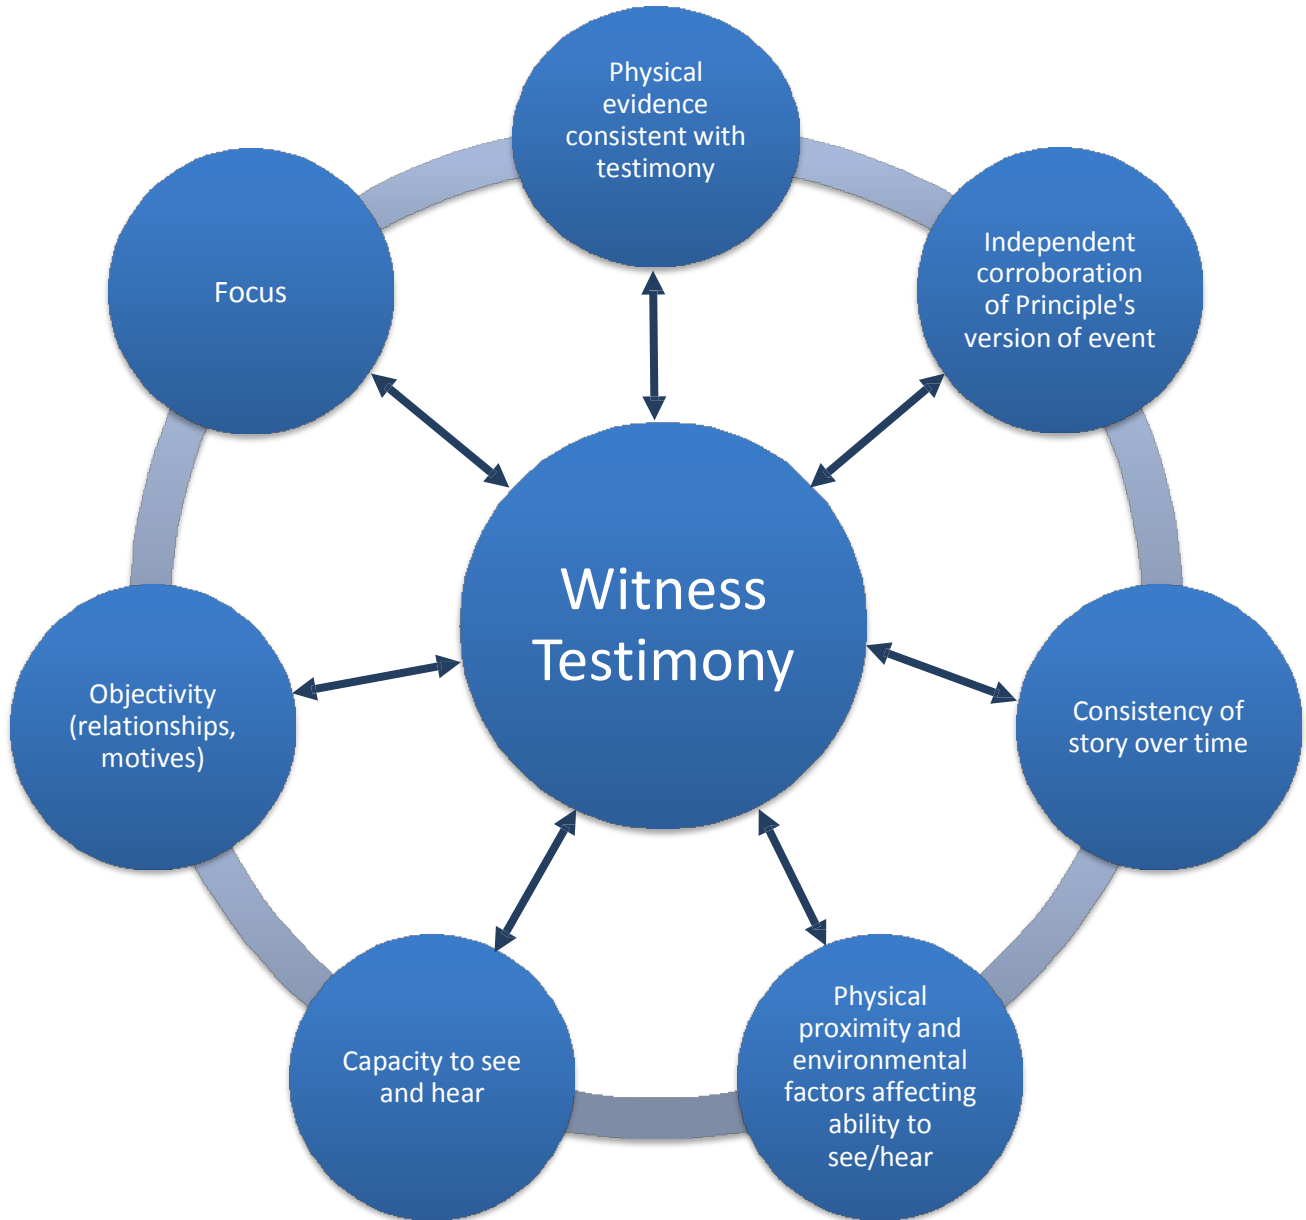 Physical
evidence
consistent with
testimony
Independent
corroboration
of Principle's
version of event
Focus
Witness
Testimony
Objectivity
(relationships,
motives)
Consistency of
story over time
Capacity to see
and hear
Physical
proximity and
environmental
factors affecting
ability to
see/hear